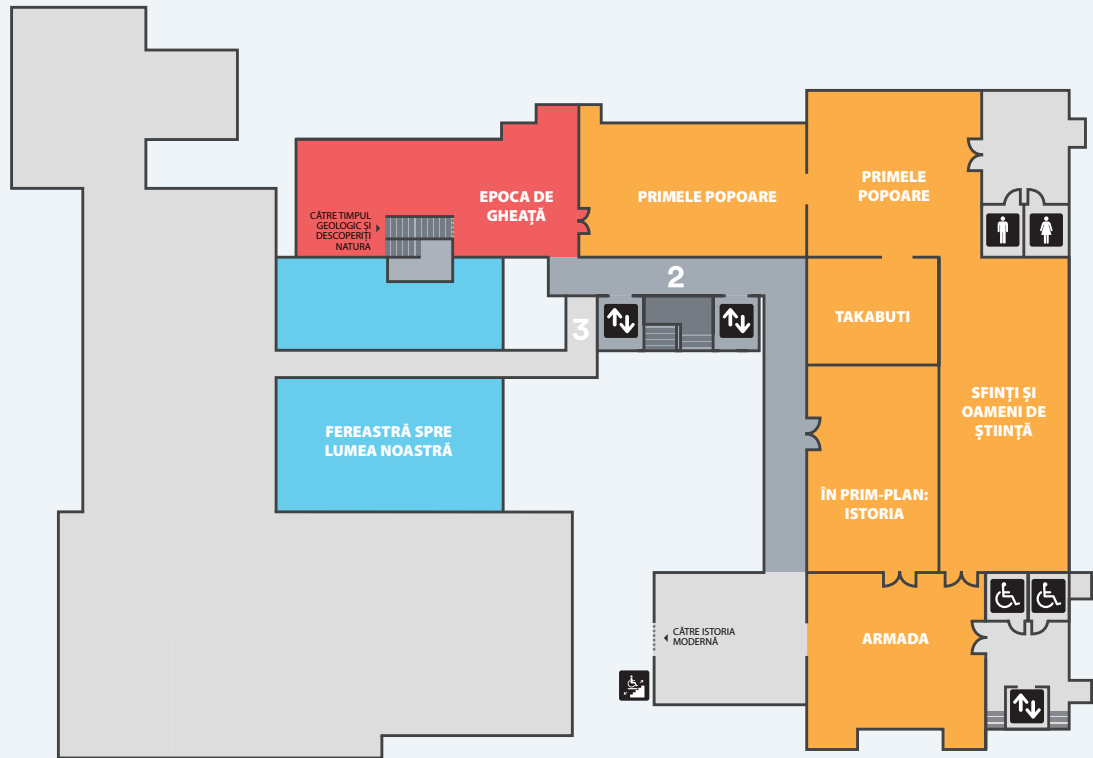 EPOCA DE
GHEAȚĂ
PRIMELE POPOARE
PRIMELE
POPOARE
CĂTRE TIMPUL
GEOLOGIC ȘI
DESCOPERIȚI
NATURA
2
3
TAKABUTI
FEREASTRĂ SPRE
LUMEA NOASTRĂ
SFINȚI ȘI
OAMENI DE
ȘTIINȚĂ
ÎN PRIM-PLAN:
ISTORIA
CĂTRE ISTORIA
MODERNĂ
ARMADA